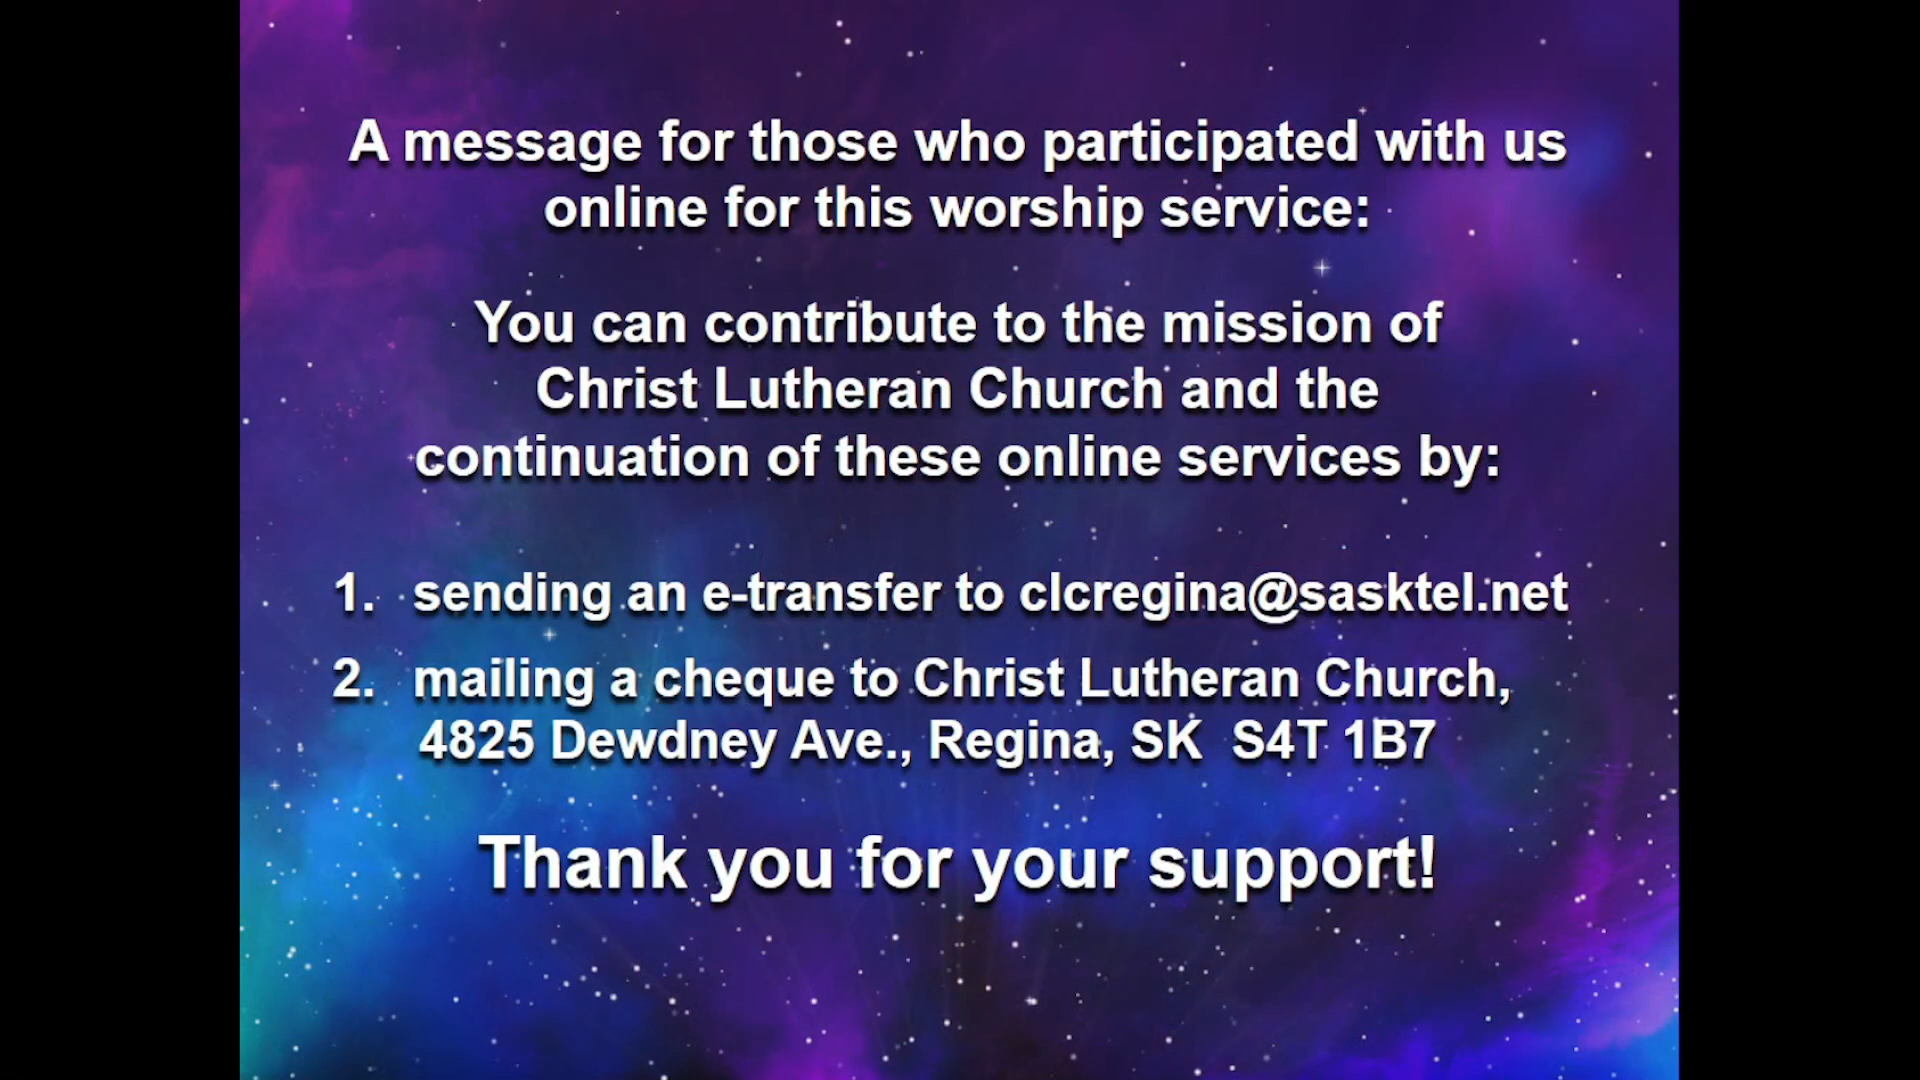 A message for those who participated with us
online for this worship service:
You can contribute to the mission of
Christ Lutheran Church and the
continuation of these online services by:
1. sending an e-transfer to clcregina@sasktel.net
2. mailing a cheque to Christ Lutheran Church,
4825 Dewdney Ave., Regina, SK  S4T 1B7
Thank you for your support!